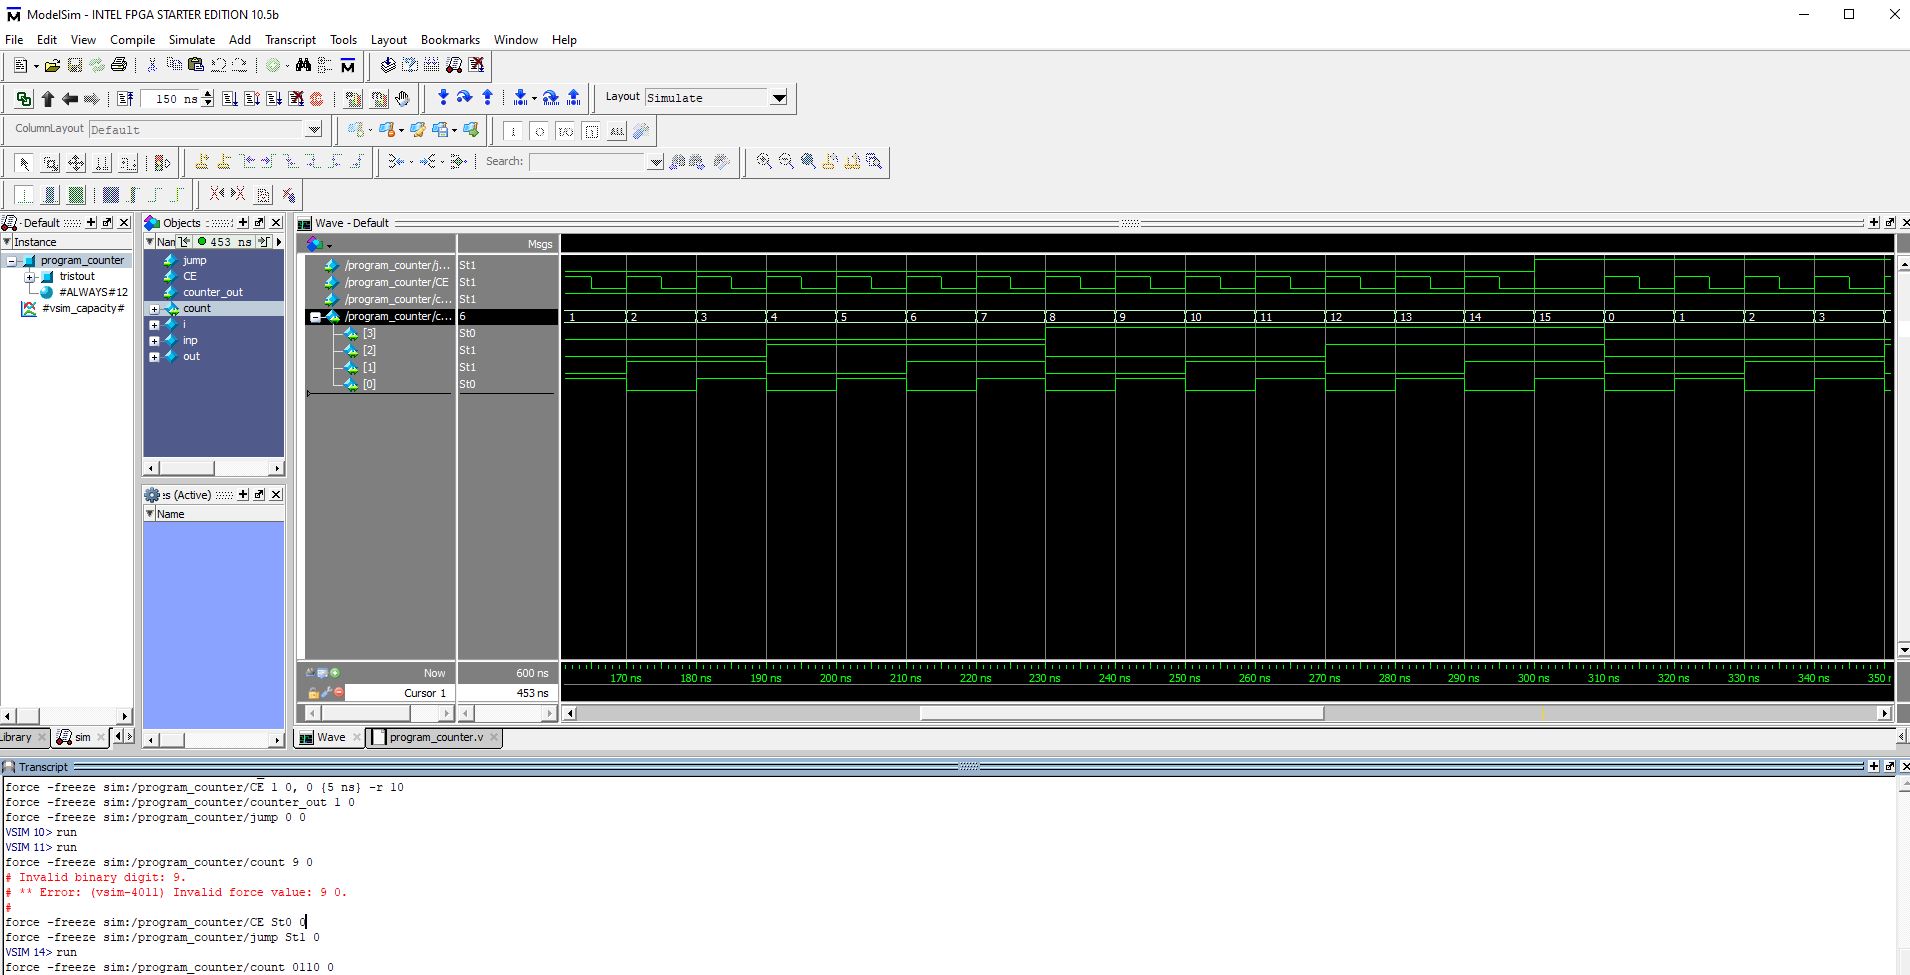 ModelSim - INTEL FPGA STARTER EDITION 10.5b
File Edit View Compile Simulate Add Transcript Tools Layout Bookmarks Window Help
150 ns
Layout Simulate
ColumnLayout Default
ALL
Search:
Default
Instance
program_counter
tristout
#ALWAYS#12
#vsim_capacity#
Library
sim
Objects
Nar
453 ns
jump
CE
counter_out
count
i
inp
out
s (Active)
Name
Wave - Default
Msgs
/program_counter/j... St1
/program_counter/CE St1
/program_counter/c... St1
/program_counter/c... 6
[3] St0
[2] St1
[1] St1
[0] St0
1 2 3 4 5 6 7 8 9 10 11 12 13 14 15 0 1 2 3
Now 600 ns
Cursor 1 453 ns
170 ns 180 ns 190 ns 200 ns 210 ns 220 ns 230 ns 240 ns 250 ns 260 ns 270 ns 280 ns 290 ns 300 ns 310 ns 320 ns 330 ns 340 ns 350 n
Wave
program_counter.v
Transcript
force -freeze sim:/program_counter/CE 1 0, 0 {5 ns} -r 10
force -freeze sim:/program_counter/counter_out 1 0
force -freeze sim:/program_counter/jump 0 0
VSIM 10> run
VSIM 11> run
force -freeze sim:/program_counter/count 9 0
# Invalid binary digit: 9.
# ** Error: (vsim-4011) Invalid force value: 9 0.
#
force -freeze sim:/program_counter/CE St0 0
force -freeze sim:/program_counter/jump St1 0
VSIM 14> run
force -freeze sim:/program_counter/count 0110 0